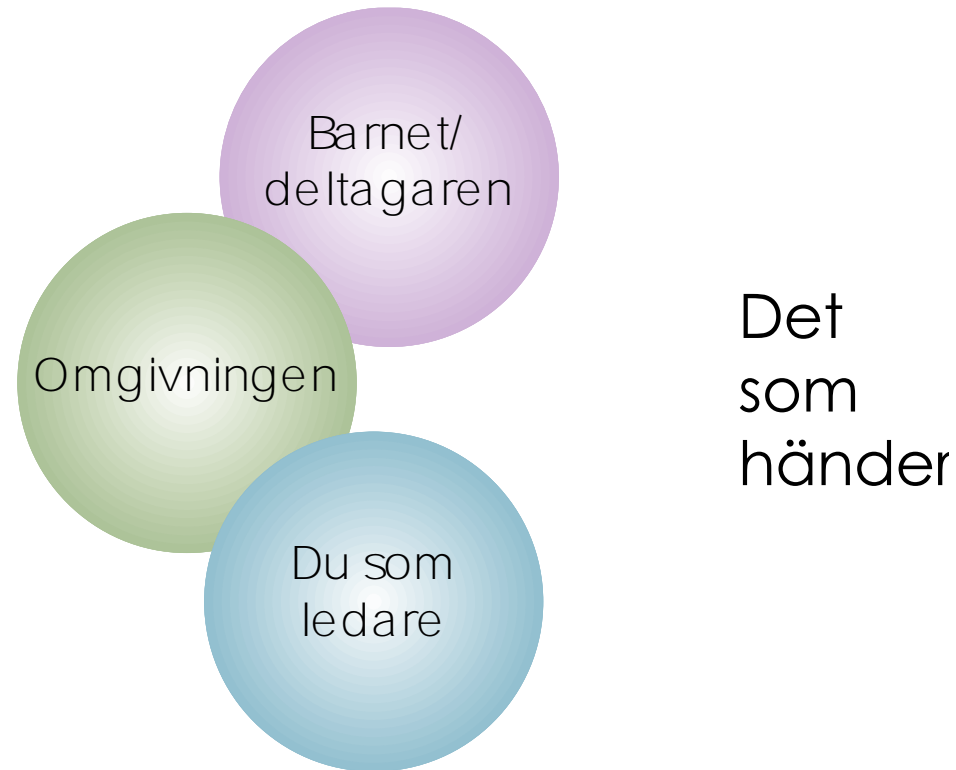 Barnet/
deltagaren
Omgivningen
Du som
ledare
Det
som
händer